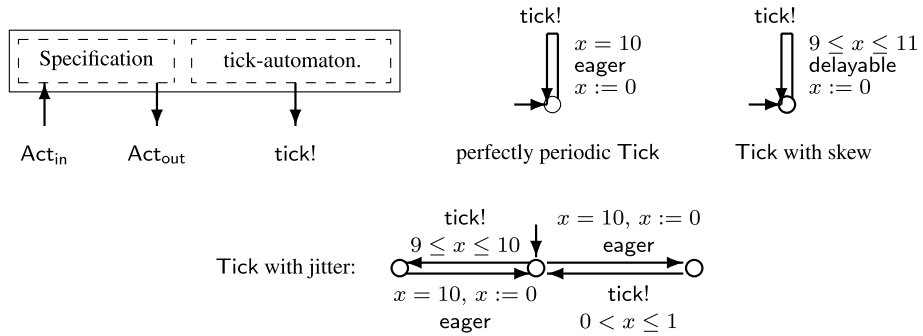 Specification
tick-automaton.
Act_in
Act_out
tick!
tick!
x = 10
eager
x := 0
perfectly periodic Tick
tick!
9 ≤ x ≤ 11
delayable
x := 0
Tick with skew
Tick with jitter:
tick!
9 ≤ x ≤ 10
x = 10, x := 0
eager
x = 10, x := 0
eager
tick!
0 < x ≤ 1